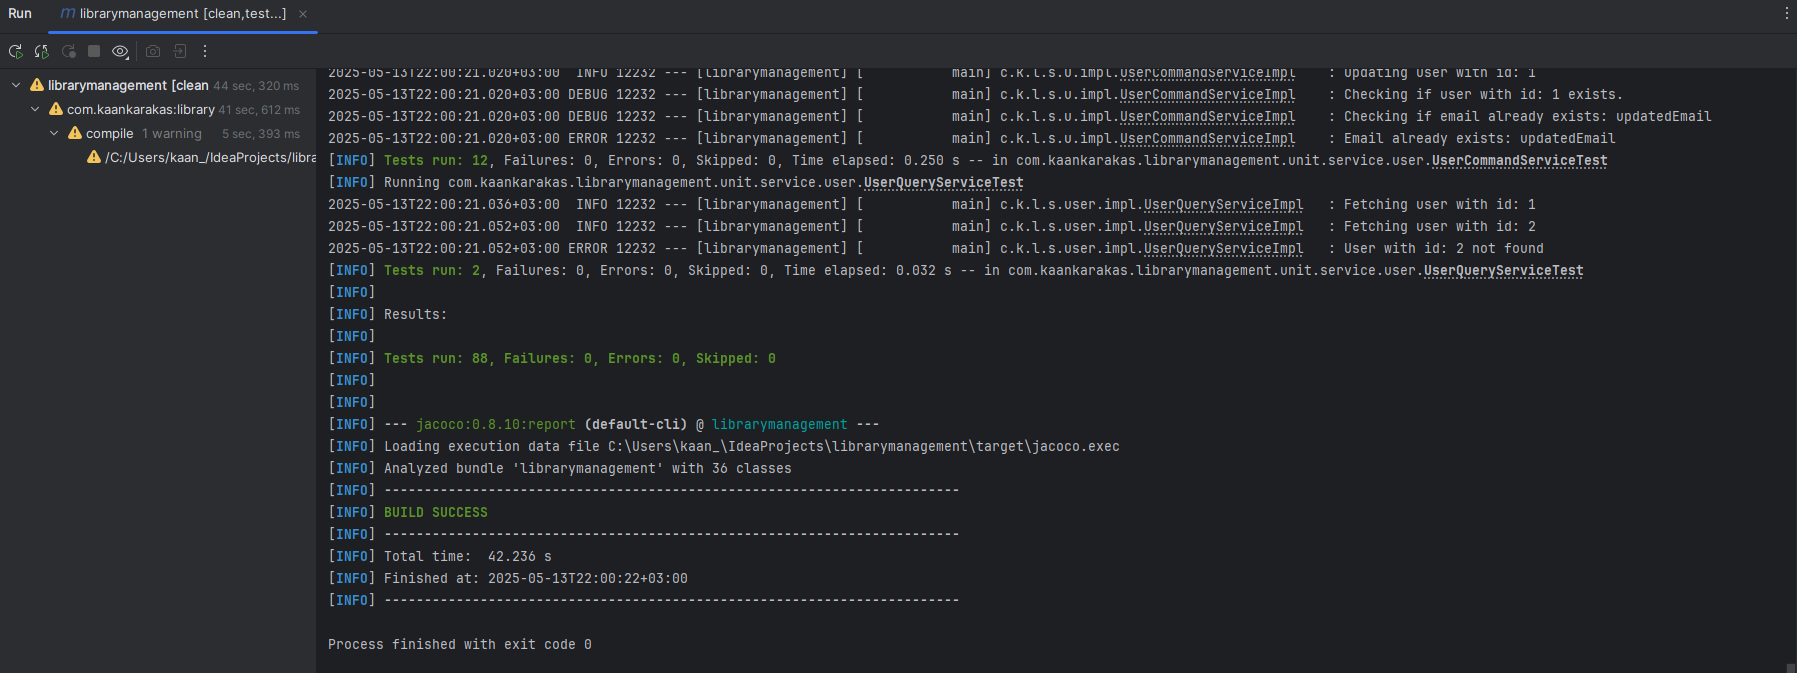 Run librarymanagement [clean,test...]
librarymanagement [clean 44 sec, 320 ms
com.kaankarakas:library 41 sec, 612 ms
compile 1 warning 5 sec, 393 ms
/C:/Users/kaan_/IdeaProjects/libra
2025-05-13T22:00:21.020+03:00  INFO 12232 --- [librarymanagement] [           main] c.k.l.s.u.impl.UserCommandServiceImpl    : Updating user with id: 1
2025-05-13T22:00:21.020+03:00 DEBUG 12232 --- [librarymanagement] [           main] c.k.l.s.u.impl.UserCommandServiceImpl    : Checking if user with id: 1 exists.
2025-05-13T22:00:21.020+03:00 DEBUG 12232 --- [librarymanagement] [           main] c.k.l.s.u.impl.UserCommandServiceImpl    : Checking if email already exists: updatedEmail
2025-05-13T22:00:21.020+03:00 ERROR 12232 --- [librarymanagement] [           main] c.k.l.s.u.impl.UserCommandServiceImpl    : Email already exists: updatedEmail
[INFO] Tests run: 12, Failures: 0, Errors: 0, Skipped: 0, Time elapsed: 0.250 s -- in com.kaankarakas.librarymanagement.unit.service.user.UserCommandServiceTest
[INFO] Running com.kaankarakas.librarymanagement.unit.service.user.UserQueryServiceTest
2025-05-13T22:00:21.036+03:00  INFO 12232 --- [librarymanagement] [           main] c.k.l.s.user.impl.UserQueryServiceImpl   : Fetching user with id: 1
2025-05-13T22:00:21.052+03:00  INFO 12232 --- [librarymanagement] [           main] c.k.l.s.user.impl.UserQueryServiceImpl   : Fetching user with id: 2
2025-05-13T22:00:21.052+03:00 ERROR 12232 --- [librarymanagement] [           main] c.k.l.s.user.impl.UserQueryServiceImpl   : User with id: 2 not found
[INFO] Tests run: 2, Failures: 0, Errors: 0, Skipped: 0, Time elapsed: 0.032 s -- in com.kaankarakas.librarymanagement.unit.service.user.UserQueryServiceTest
[INFO]
[INFO] Results:
[INFO]
[INFO] Tests run: 88, Failures: 0, Errors: 0, Skipped: 0
[INFO]
[INFO]
[INFO] --- jacoco:0.8.10:report (default-cli) @ librarymanagement ---
[INFO] Loading execution data file C:\Users\kaan_\IdeaProjects\librarymanagement\target\jacoco.exec
[INFO] Analyzed bundle 'librarymanagement' with 36 classes
[INFO] ------------------------------------------------------------------------
[INFO] BUILD SUCCESS
[INFO] ------------------------------------------------------------------------
[INFO] Total time:  42.236 s
[INFO] Finished at: 2025-05-13T22:00:22+03:00
[INFO] ------------------------------------------------------------------------
Process finished with exit code 0